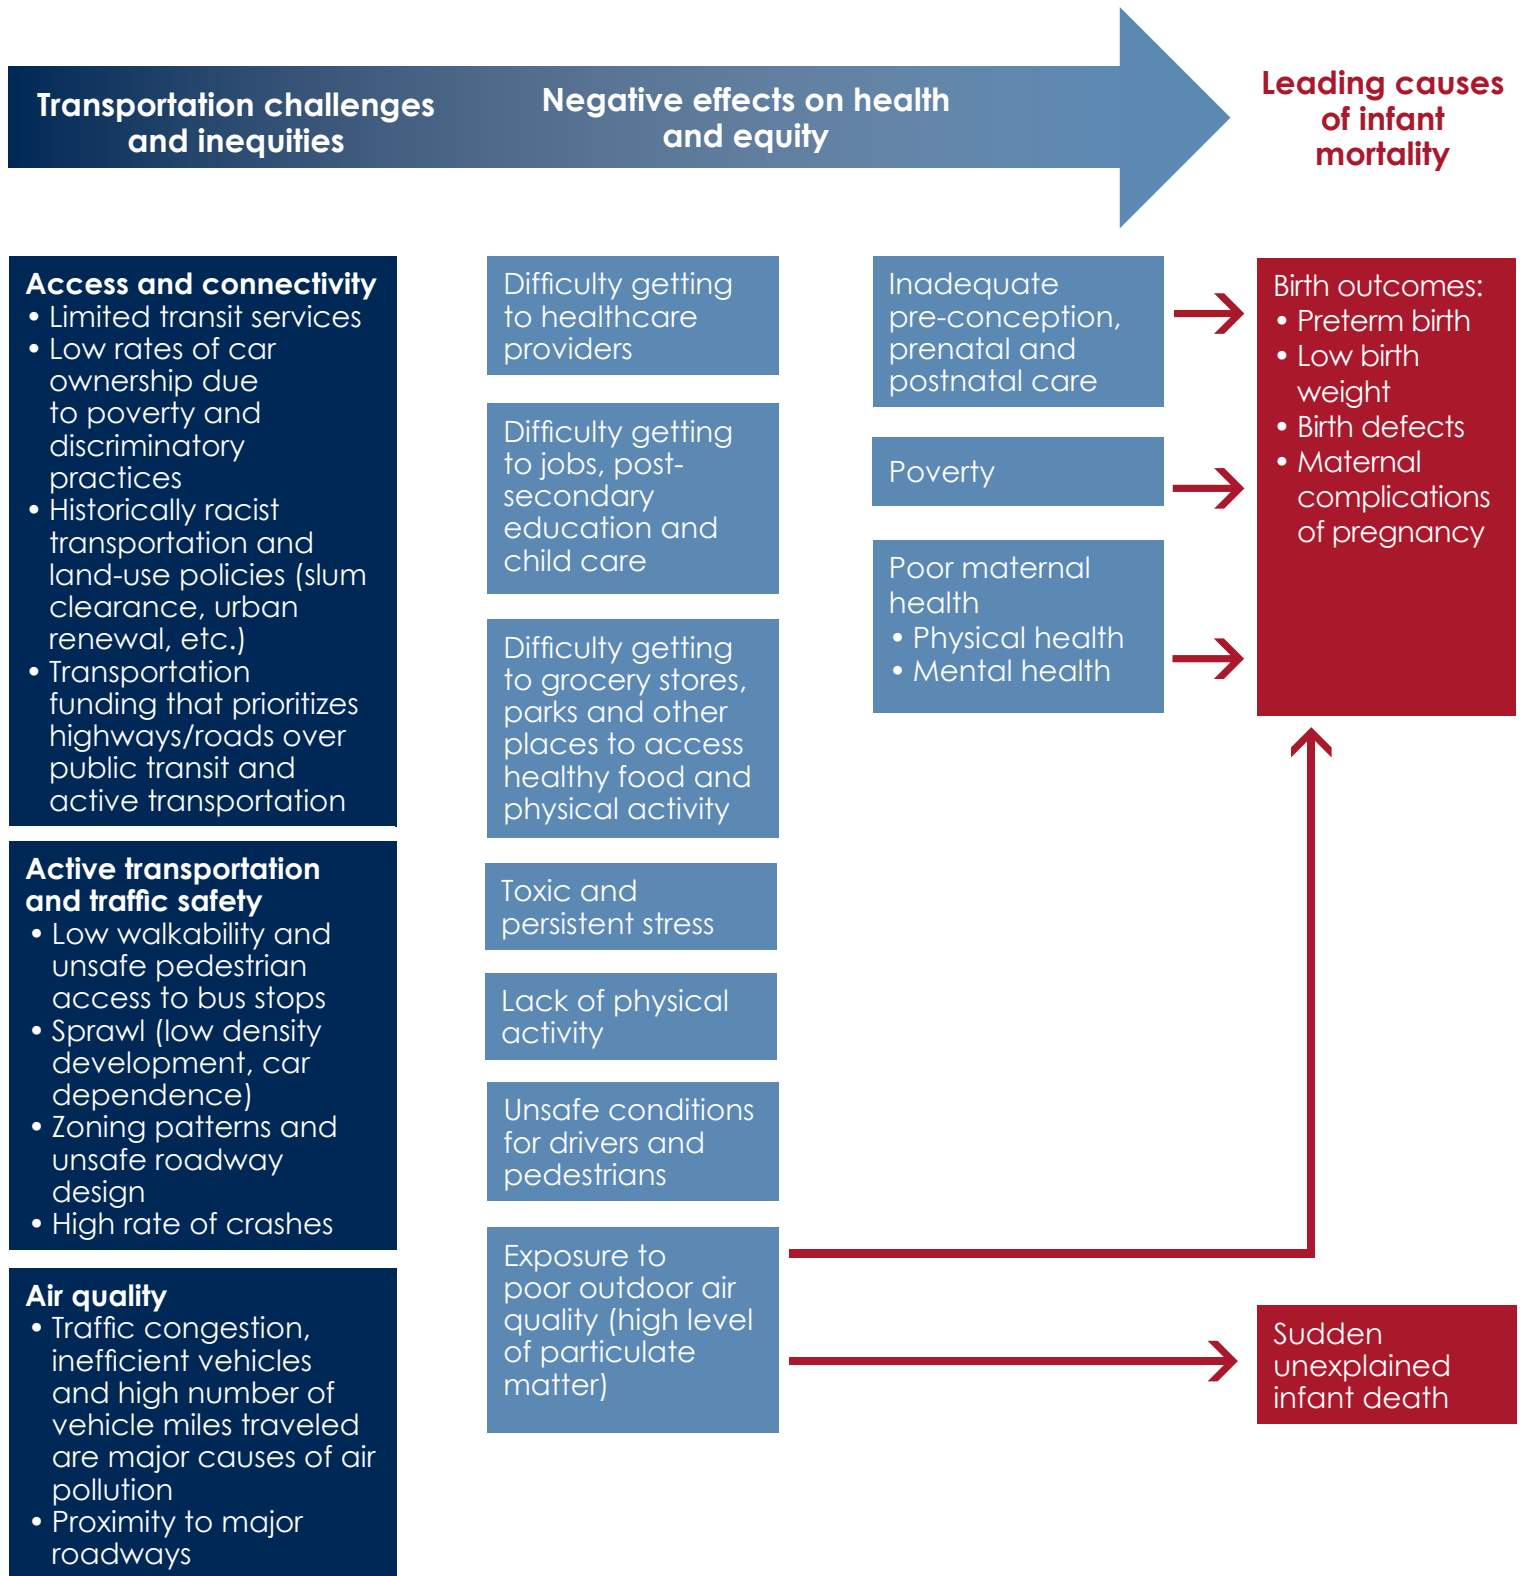 Transportation challenges
and inequities
Negative effects on health
and equity
Leading causes
of infant
mortality
Access and connectivity
• Limited transit services
• Low rates of car
ownership due
to poverty and
discriminatory
practices
• Historically racist
transportation and
land-use policies (slum
clearance, urban
renewal, etc.)
• Transportation
funding that prioritizes
highways/roads over
public transit and
active transportation
Active transportation
and traffic safety
• Low walkability and
unsafe pedestrian
access to bus stops
• Sprawl (low density
development, car
dependence)
• Zoning patterns and
unsafe roadway
design
• High rate of crashes
Air quality
• Traffic congestion,
inefficient vehicles
and high number of
vehicle miles traveled
are major causes of air
pollution
• Proximity to major
roadways
Difficulty getting
to healthcare
providers
Difficulty getting
to jobs, post-
secondary
education and
child care
Difficulty getting
to grocery stores,
parks and other
places to access
healthy food and
physical activity
Toxic and
persistent stress
Lack of physical
activity
Unsafe conditions
for drivers and
pedestrians
Exposure to
poor outdoor air
quality (high level
of particulate
matter)
Inadequate
pre-conception,
prenatal and
postnatal care
Poverty
Poor maternal
health
• Physical health
• Mental health
Birth outcomes:
• Preterm birth
• Low birth
weight
• Birth defects
• Maternal
complications
of pregnancy
Sudden
unexplained
infant death